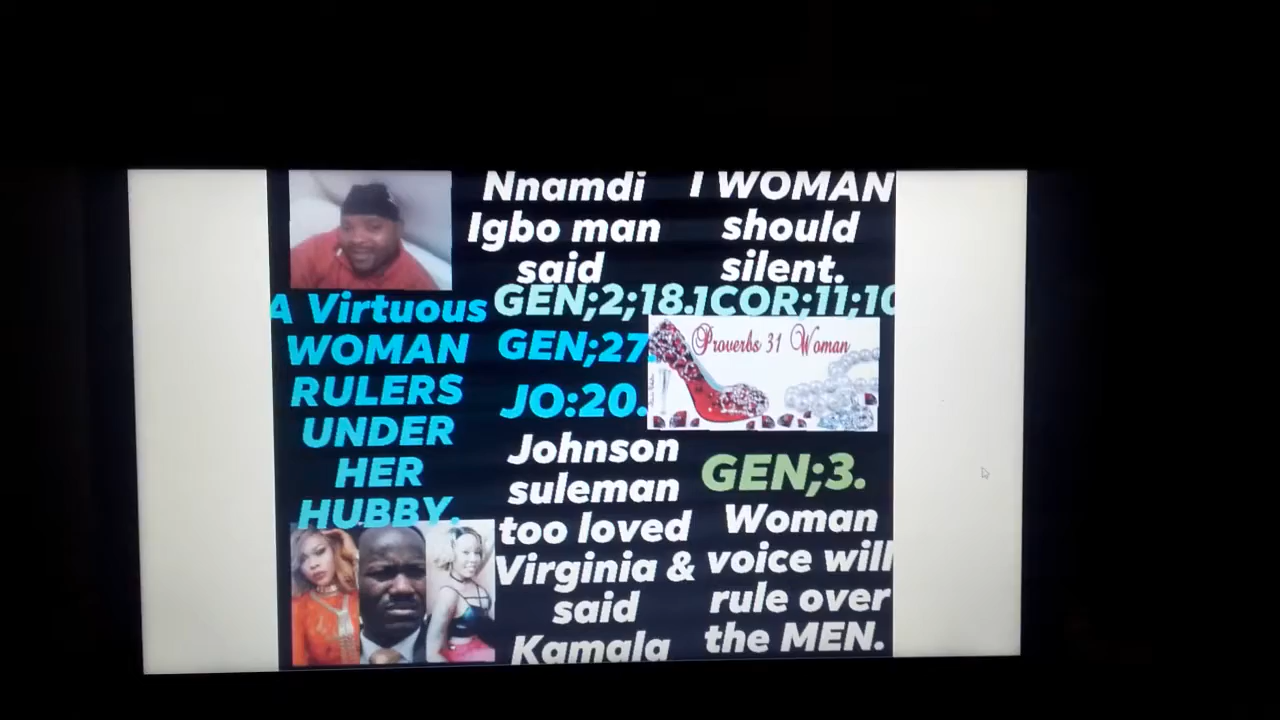 Nnamdi
Igbo man
said
I WOMAN
should
silent.
A Virtuous
WOMAN
RULERS
UNDER
HER
HUBBY.
GEN;2;18.1COR;11;10
GEN;27
JO:20.
Proverbs 31 Woman
Johnson
suleman
too loved
Virginia &
said
Kamala
GEN;3.
Woman
voice will
rule over
the MEN.